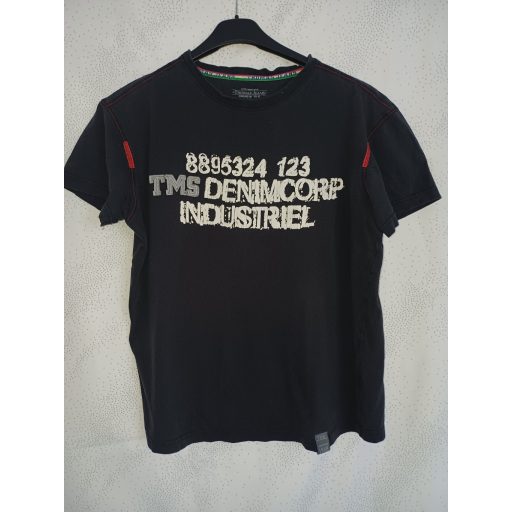 8895324 123
TMS DENIMCORP
INDUSTRIEL